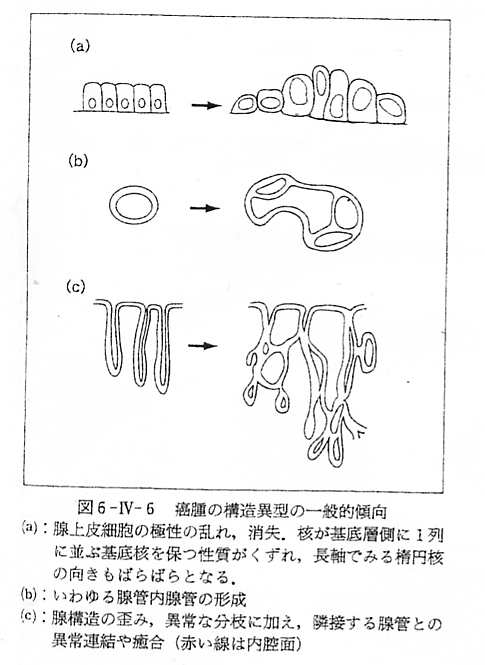 (a)
(b)
(c)
図6-Ⅳ-6 癌腫の構造異型の一般的傾向
(a)：腺上皮細胞の極性の乱れ，消失．核が基底層側に1列
に並ぶ基底核を保つ性質がくずれ，長軸でみる楕円核
の向きもばらばらとなる．
(b)：いわゆる腺管内腺管の形成
(c)：腺構造の歪み，異常な分枝に加え，隣接する腺管との
異常連結や癒合（赤い線は内腔面）